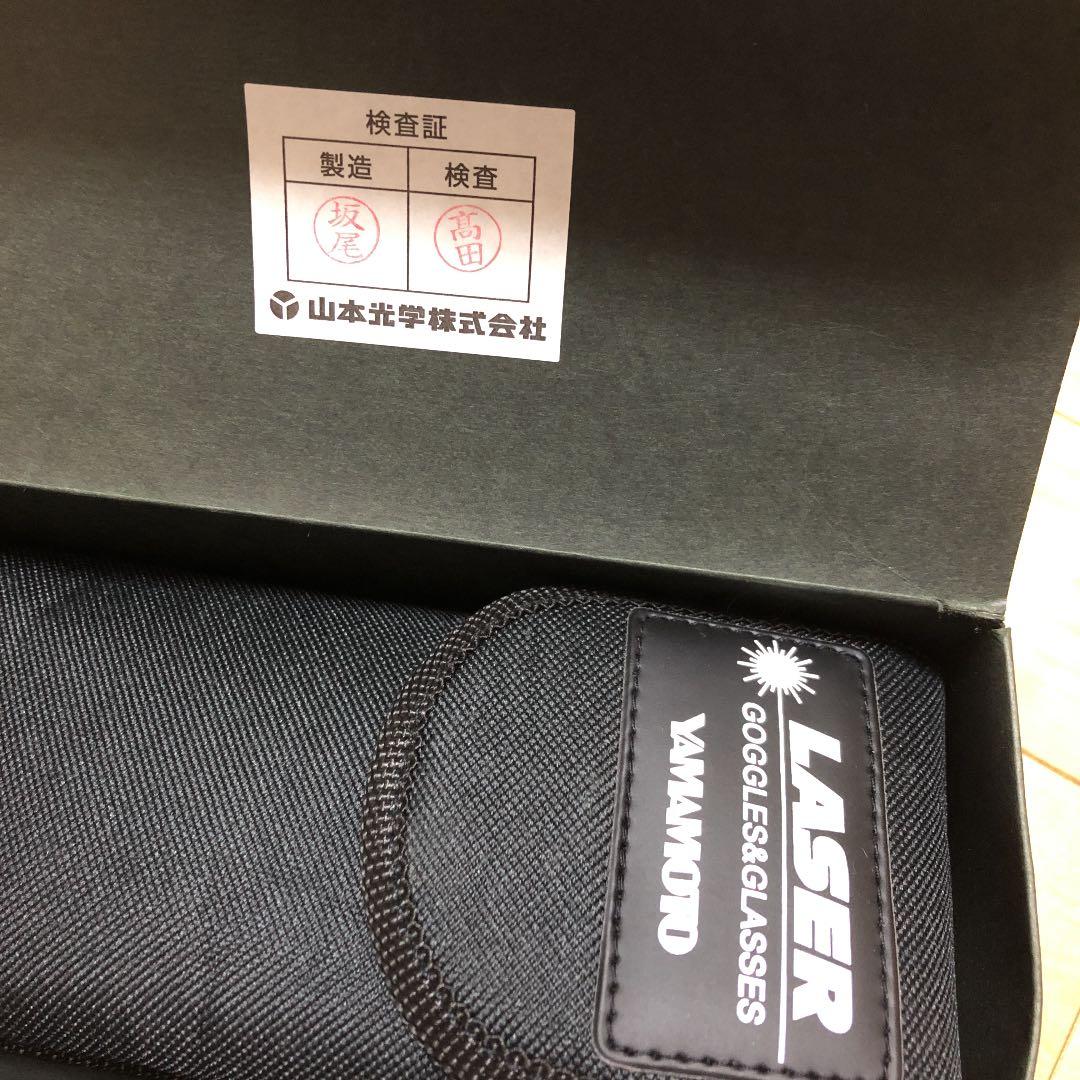 検査証
製造 検査
坂尾 髙田
山本光学株式会社
LASER
GOGGLES&GLASSES
YAMAMOTO